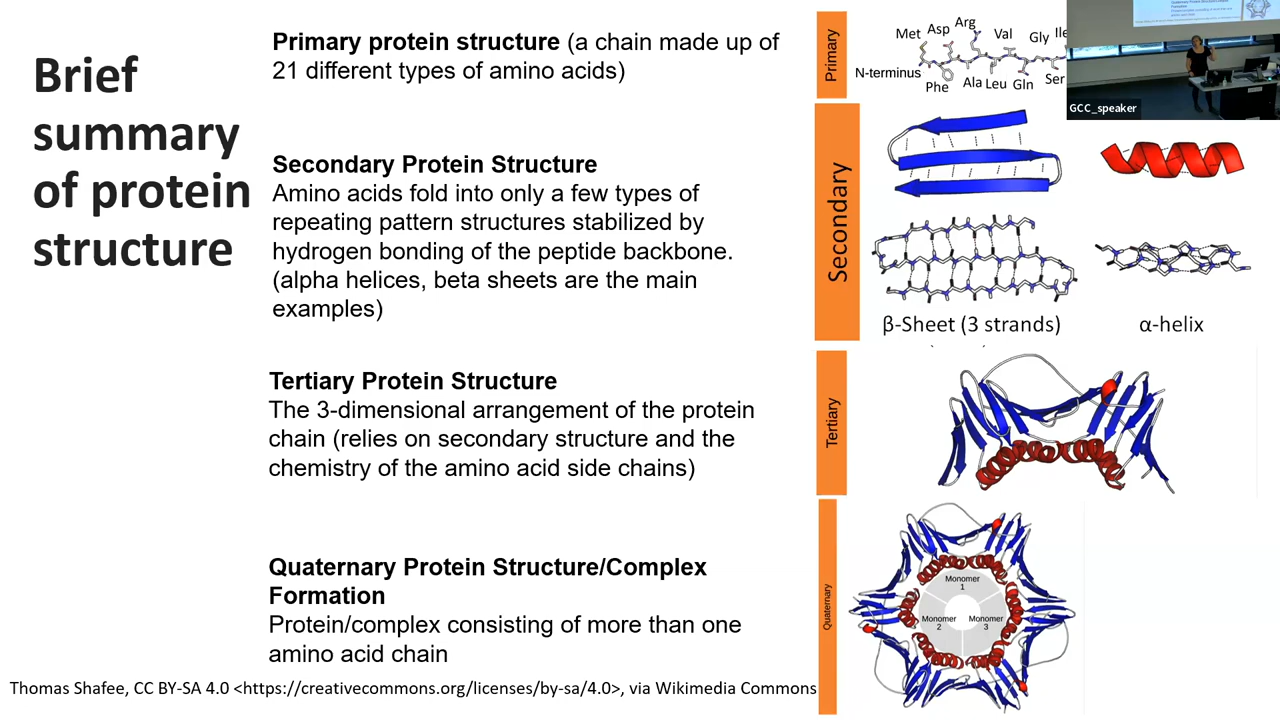 Brief
summary
of protein
structure
Primary protein structure (a chain made up of
21 different types of amino acids)
Secondary Protein Structure
Amino acids fold into only a few types of
repeating pattern structures stabilized by
hydrogen bonding of the peptide backbone.
(alpha helices, beta sheets are the main
examples)
Tertiary Protein Structure
The 3-dimensional arrangement of the protein
chain (relies on secondary structure and the
chemistry of the amino acid side chains)
Quaternary Protein Structure/Complex
Formation
Protein/complex consisting of more than one
amino acid chain
Thomas Shafee, CC BY-SA 4.0 <https://creativecommons.org/licenses/by-sa/4.0>, via Wikimedia Commons
Primary
Met Asp Arg Val Gly Ile
N-terminus
Phe Ala Leu Gln Ser
GCC_speaker
Secondary
β-Sheet (3 strands) α-helix
Tertiary
Quaternary
Monomer
1
Monomer
2
Monomer
3